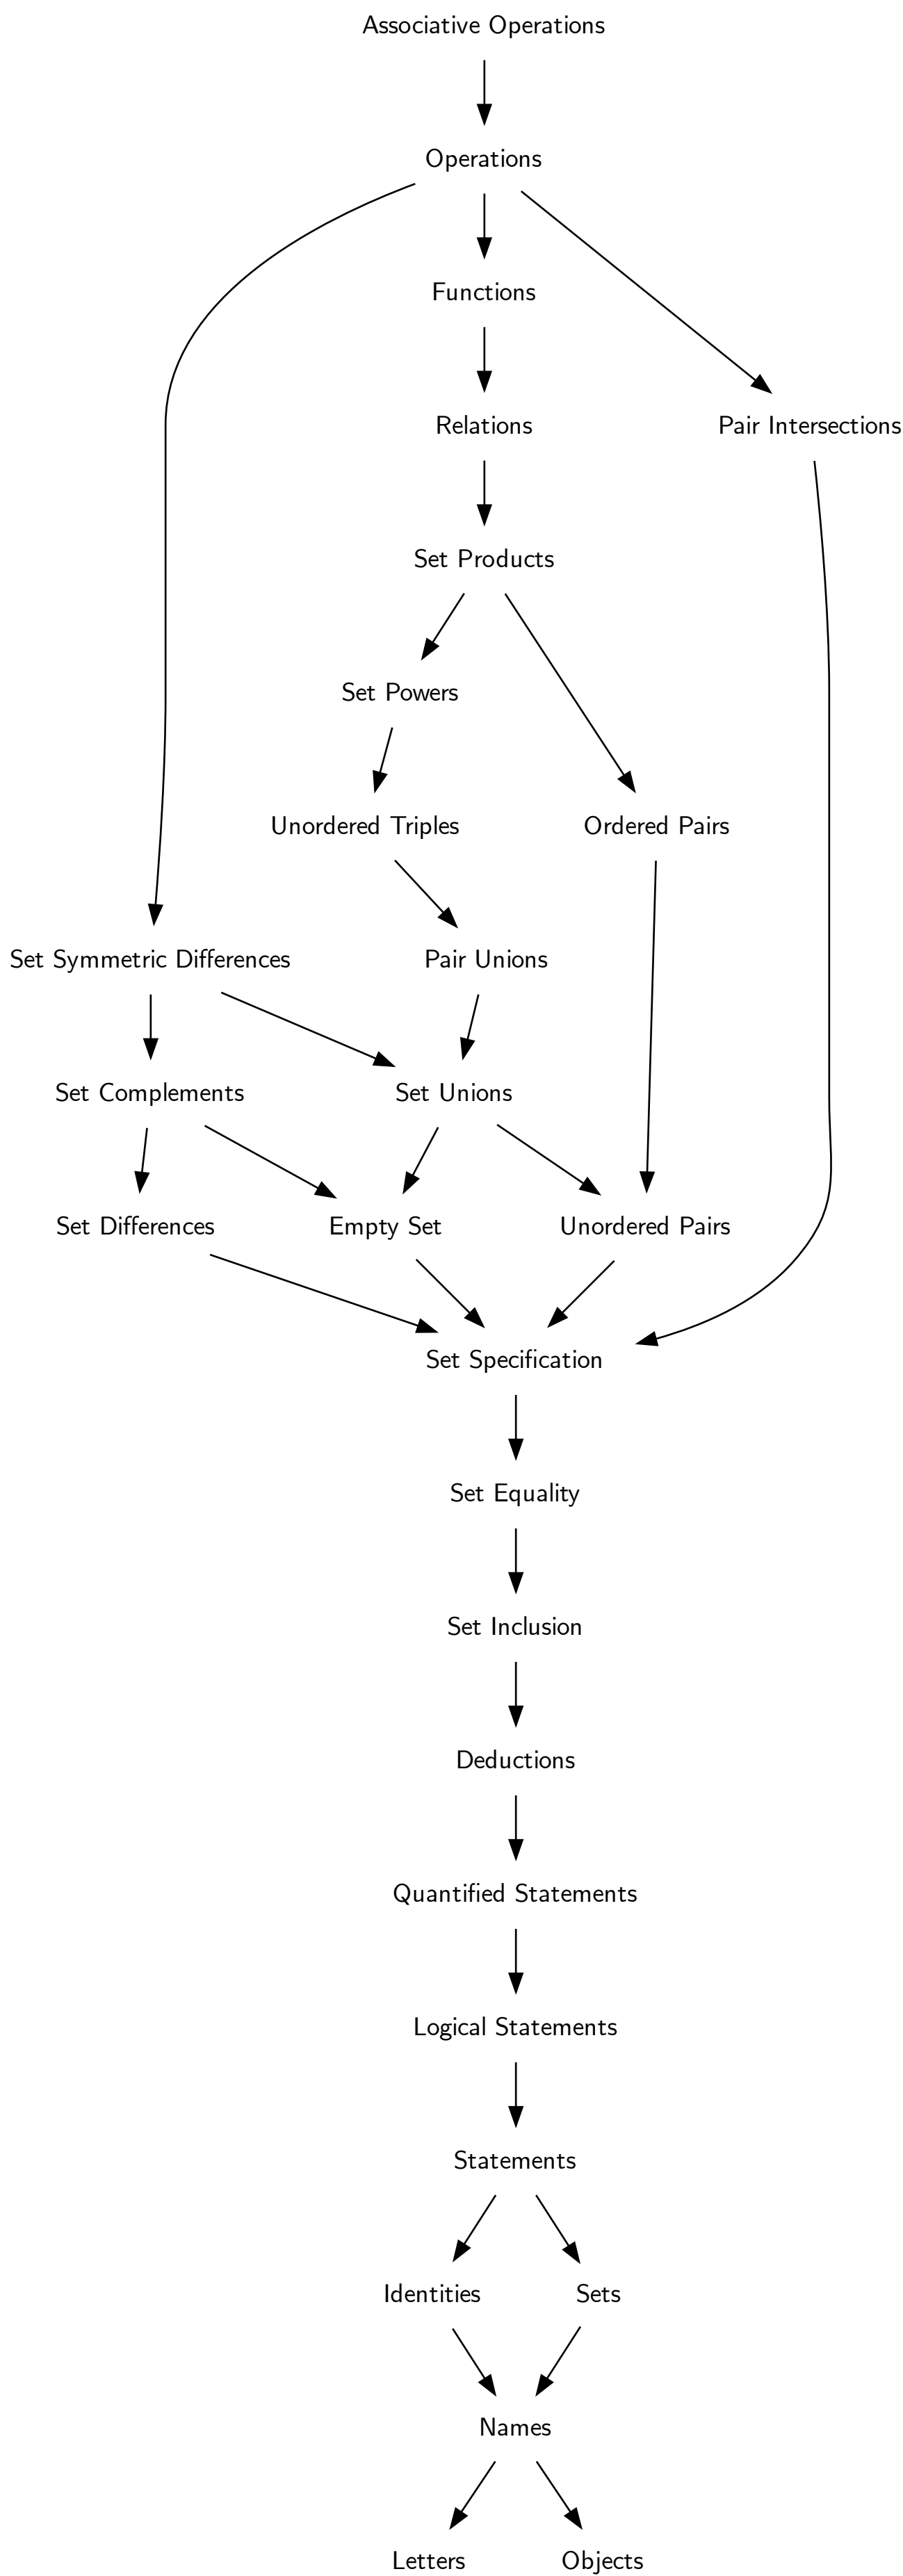 Associative Operations
Operations
Functions
Relations
Pair Intersections
Set Products
Set Powers
Unordered Triples
Ordered Pairs
Set Symmetric Differences
Pair Unions
Set Complements
Set Unions
Set Differences
Empty Set
Unordered Pairs
Set Specification
Set Equality
Set Inclusion
Deductions
Quantified Statements
Logical Statements
Statements
Identities
Sets
Names
Letters
Objects